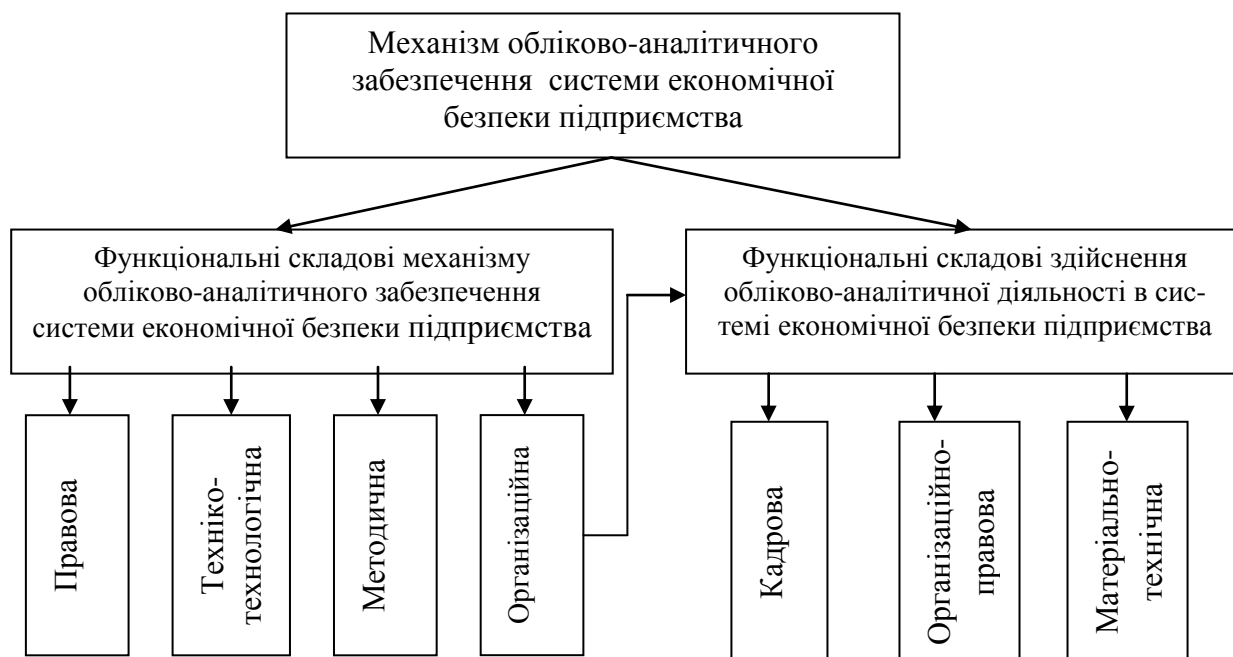 Механізм обліково-аналітичного
забезпечення системи економічної
безпеки підприємства
Функціональні складові механізму
обліково-аналітичного забезпечення
системи економічної безпеки підприємства
Функціональні складові здійснення
обліково-аналітичної діяльності в сис-
темі економічної безпеки підприємства
Правова
Техніко-
технологічна
Методична
Організаційна
Кадрова
Організаційно-
правова
Матеріально-
технічна